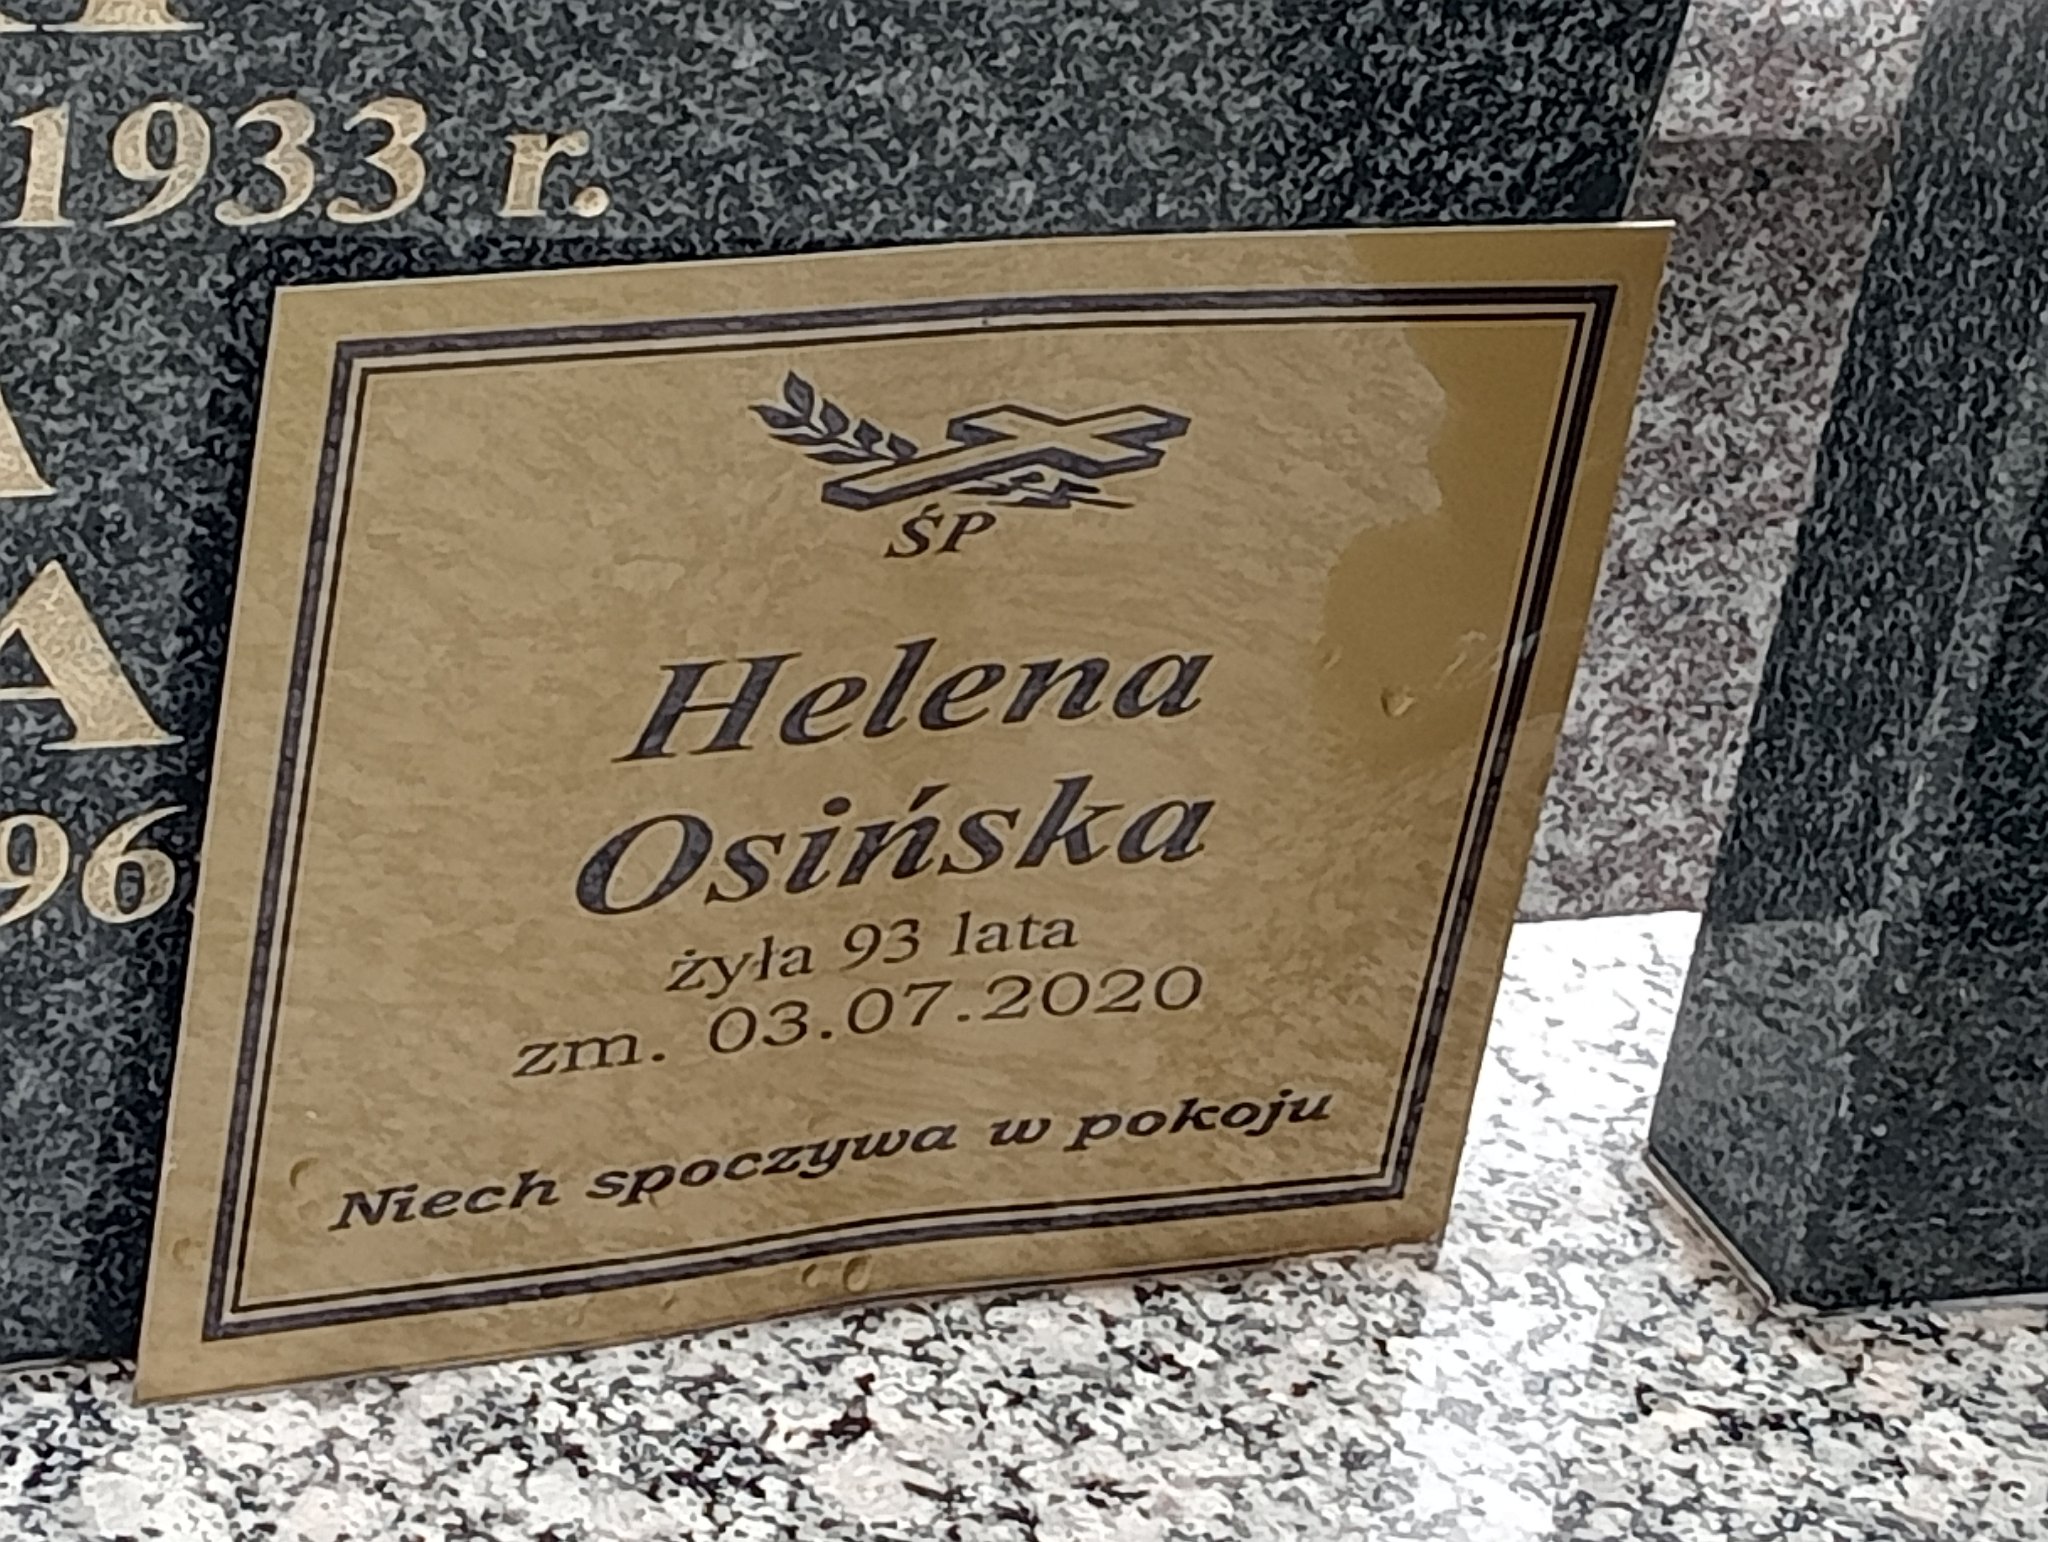 1933 r.
A
ŚP
Helena
Osińska
żyła 93 lata
zm. 03.07.2020
Niech spoczywa w pokoju